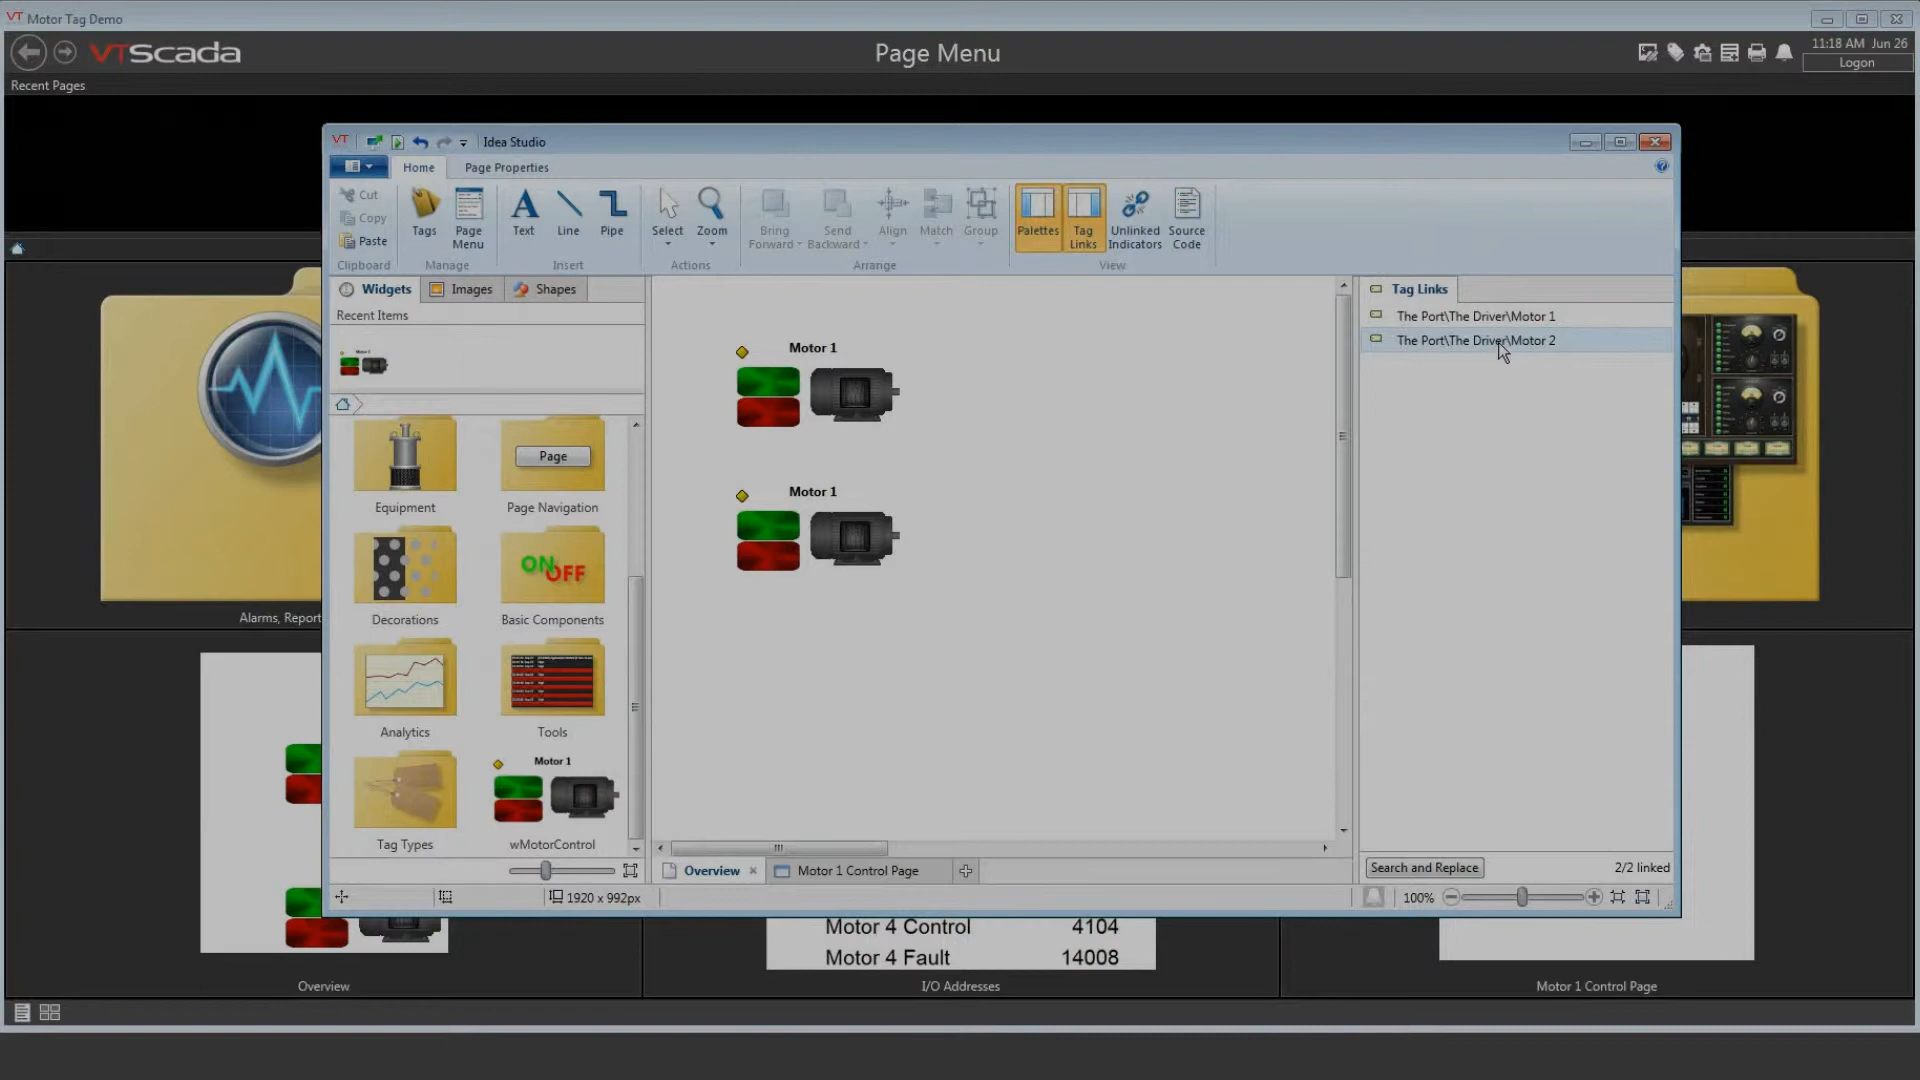 VT Motor Tag Demo
VTScada
Page Menu
11:18 AM Jun 26
Logon
Recent Pages
VT
Idea Studio
Home
Page Properties
Cut
Copy
Paste
Clipboard
Tags
Page Menu
Manage
Text
Line
Pipe
Insert
Select
Zoom
Actions
Bring Forward
Send Backward
Align
Match
Group
Arrange
Palettes
Tag Links
Unlinked Indicators
Source Code
View
Widgets
Images
Shapes
Recent Items
Equipment
Page
Page Navigation
Decorations
ON OFF
Basic Components
Analytics
Tools
Tag Types
Motor 1
wMotorControl
Motor 1
Motor 1
Tag Links
The Port\The Driver\Motor 1
The Port\The Driver\Motor 2
Search and Replace
2/2 linked
Overview
Motor 1 Control Page
1920 x 992px
100%
Alarms, Report
Motor 4 Control 4104
Motor 4 Fault 14008
Overview
I/O Addresses
Motor 1 Control Page